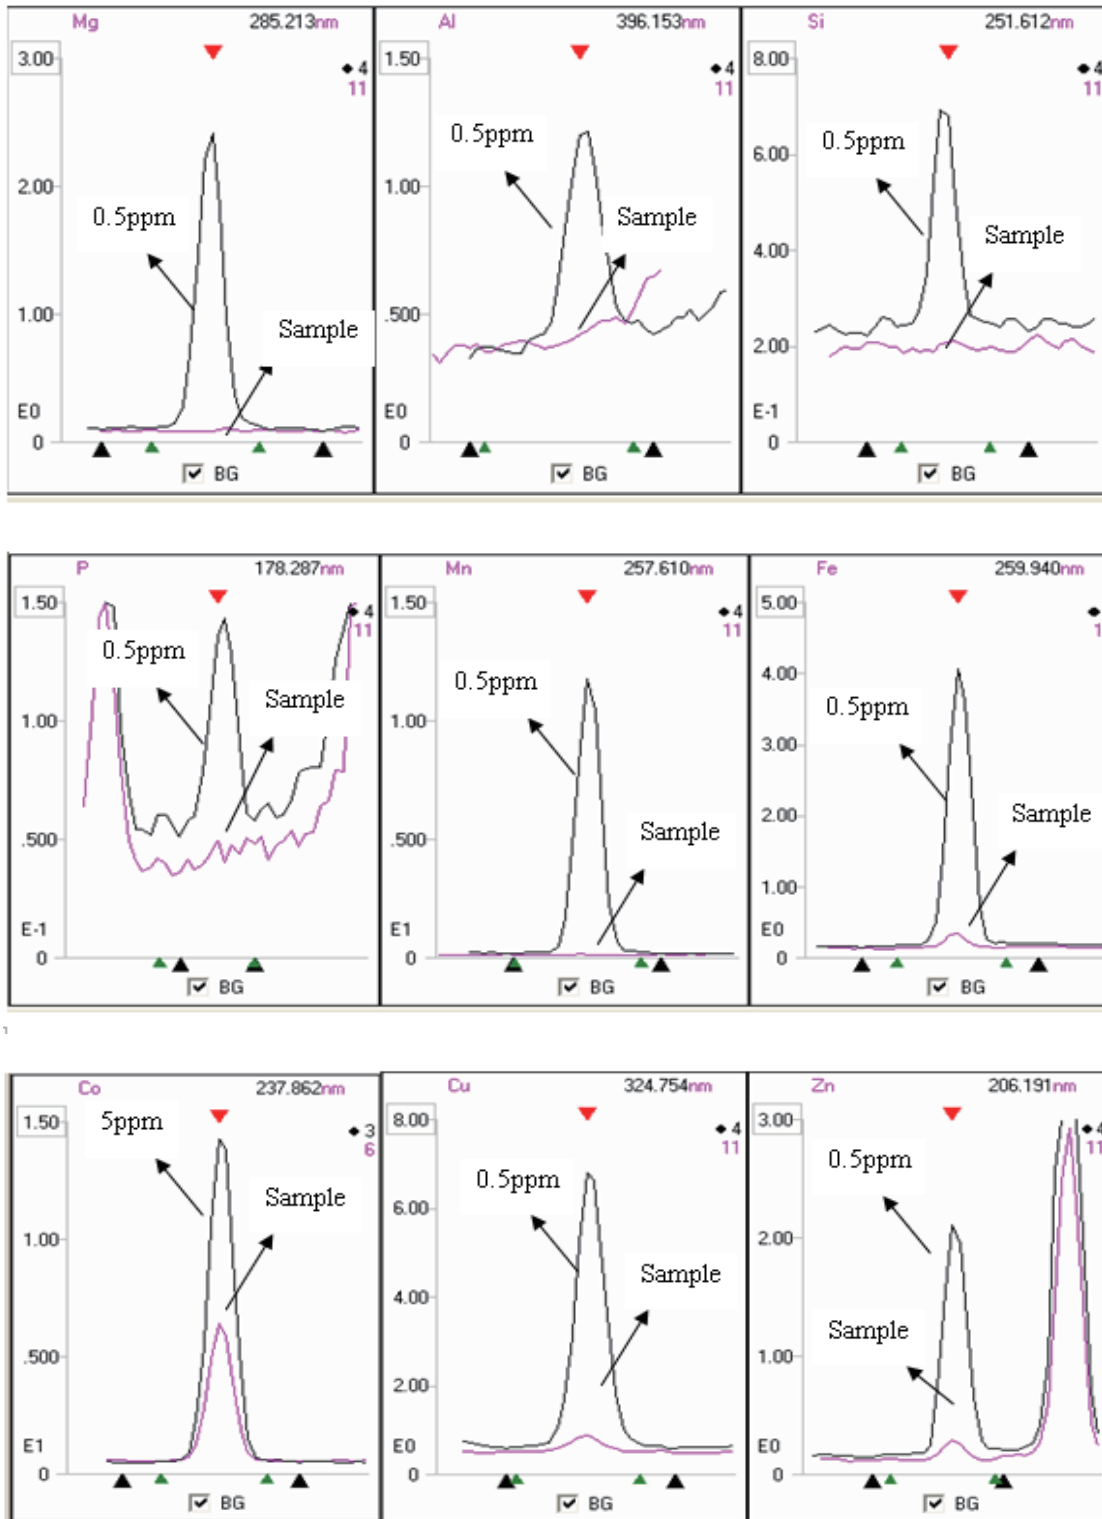 Mg 285.213nm
3.00
◆ 4
11
0.5ppm
2.00
1.00
Sample
E0
0
BG
Al 396.153nm
1.50
◆ 4
11
0.5ppm
1.00
Sample
.500
E0
0
BG
Si 251.612nm
8.00
◆ 4
11
0.5ppm
6.00
Sample
4.00
2.00
E-1
0
BG
P 178.287nm
1.50
◆ 4
11
0.5ppm
Sample
1.00
.500
E-1
0
BG
Mn 257.610nm
1.50
◆ 4
11
0.5ppm
1.00
Sample
.500
E1
0
BG
Fe 259.940nm
5.00
◆
1
4.00
0.5ppm
3.00
Sample
2.00
1.00
E0
0
BG
Co 237.862nm
1.50
5ppm
◆ 3
6
Sample
1.00
.500
E1
0
BG
Cu 324.754nm
8.00
◆ 4
11
0.5ppm
6.00
Sample
4.00
2.00
E0
0
BG
Zn 206.191nm
3.00
◆ 4
11
0.5ppm
2.00
Sample
1.00
E0
0
BG